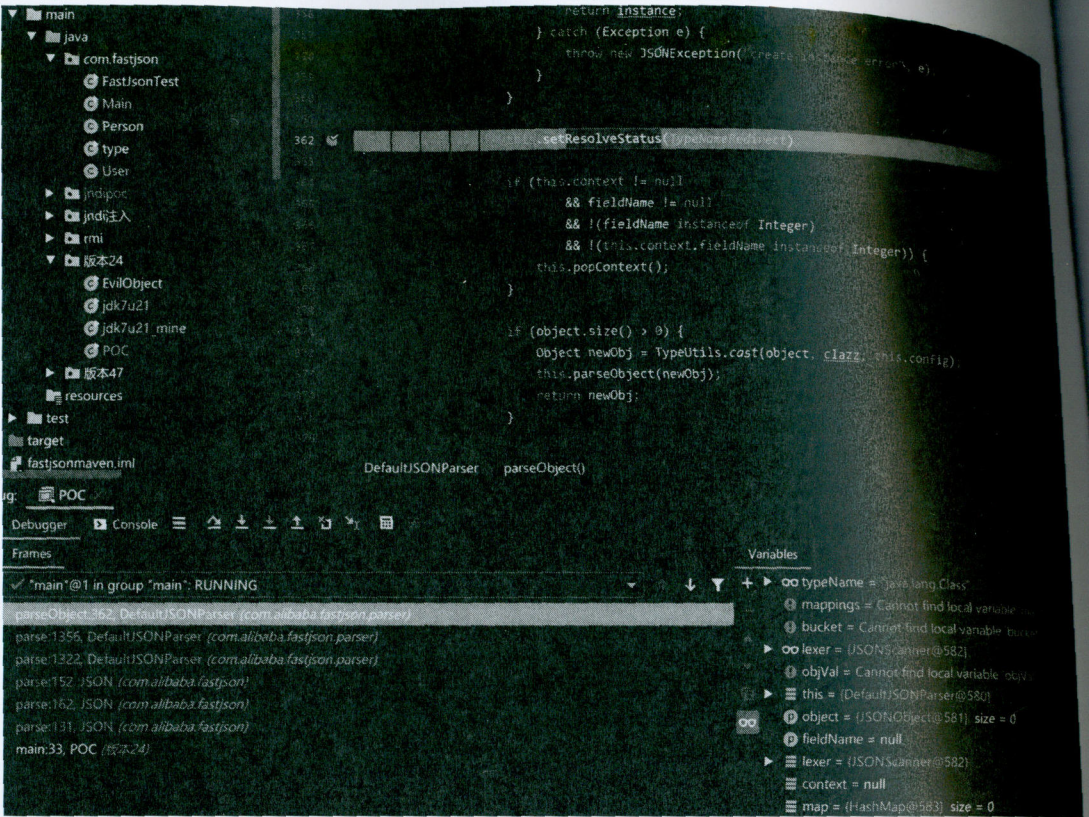 main
java
com.fastjson
FastJsonTest
Main
Person
type
User
jndipoc
jndi注入
rmi
版本24
EvilObject
jdk7u21
jdk7u21_mine
POC
版本47
resources
test
target
fastjsonmaven.iml
return instance;
} catch (Exception e) {
throw new JSONException("create instance error", e);
}
}
362
.setResolveStatus(TypeNameRedirect)
if (this.context != null
&& fieldName != null
&& !(fieldName instanceof Integer)
&& !(this.context.fieldName instanceof Integer)) {
this.popContext();
}
if (object.size() > 0) {
Object newObj = TypeUtils.cast(object, clazz, this.config);
this.parseObject(newObj);
return newObj;
}
DefaultJSONParser parseObject()
ug: POC
Debugger Console
Frames
"main"@1 in group "main": RUNNING
parseObject:362, DefaultJSONParser (com.alibaba.fastjson.parser)
parse:1356, DefaultJSONParser (com.alibaba.fastjson.parser)
parse:1322, DefaultJSONParser (com.alibaba.fastjson.parser)
parse:152, JSON (com.alibaba.fastjson)
parse:162, JSON (com.alibaba.fastjson)
parse:131, JSON (com.alibaba.fastjson)
main:33, POC (版本24)
Variables
typeName = "java.lang.Class"
mappings = Cannot find local variable
bucket = Cannot find local variable
lexer = {JSONScanner@582}
objVal = Cannot find local variable
this = {DefaultJSONParser@580}
object = {JSONObject@581} size = 0
fieldName = null
lexer = {JSONScanner@582}
context = null
map = {HashMap@583} size = 0